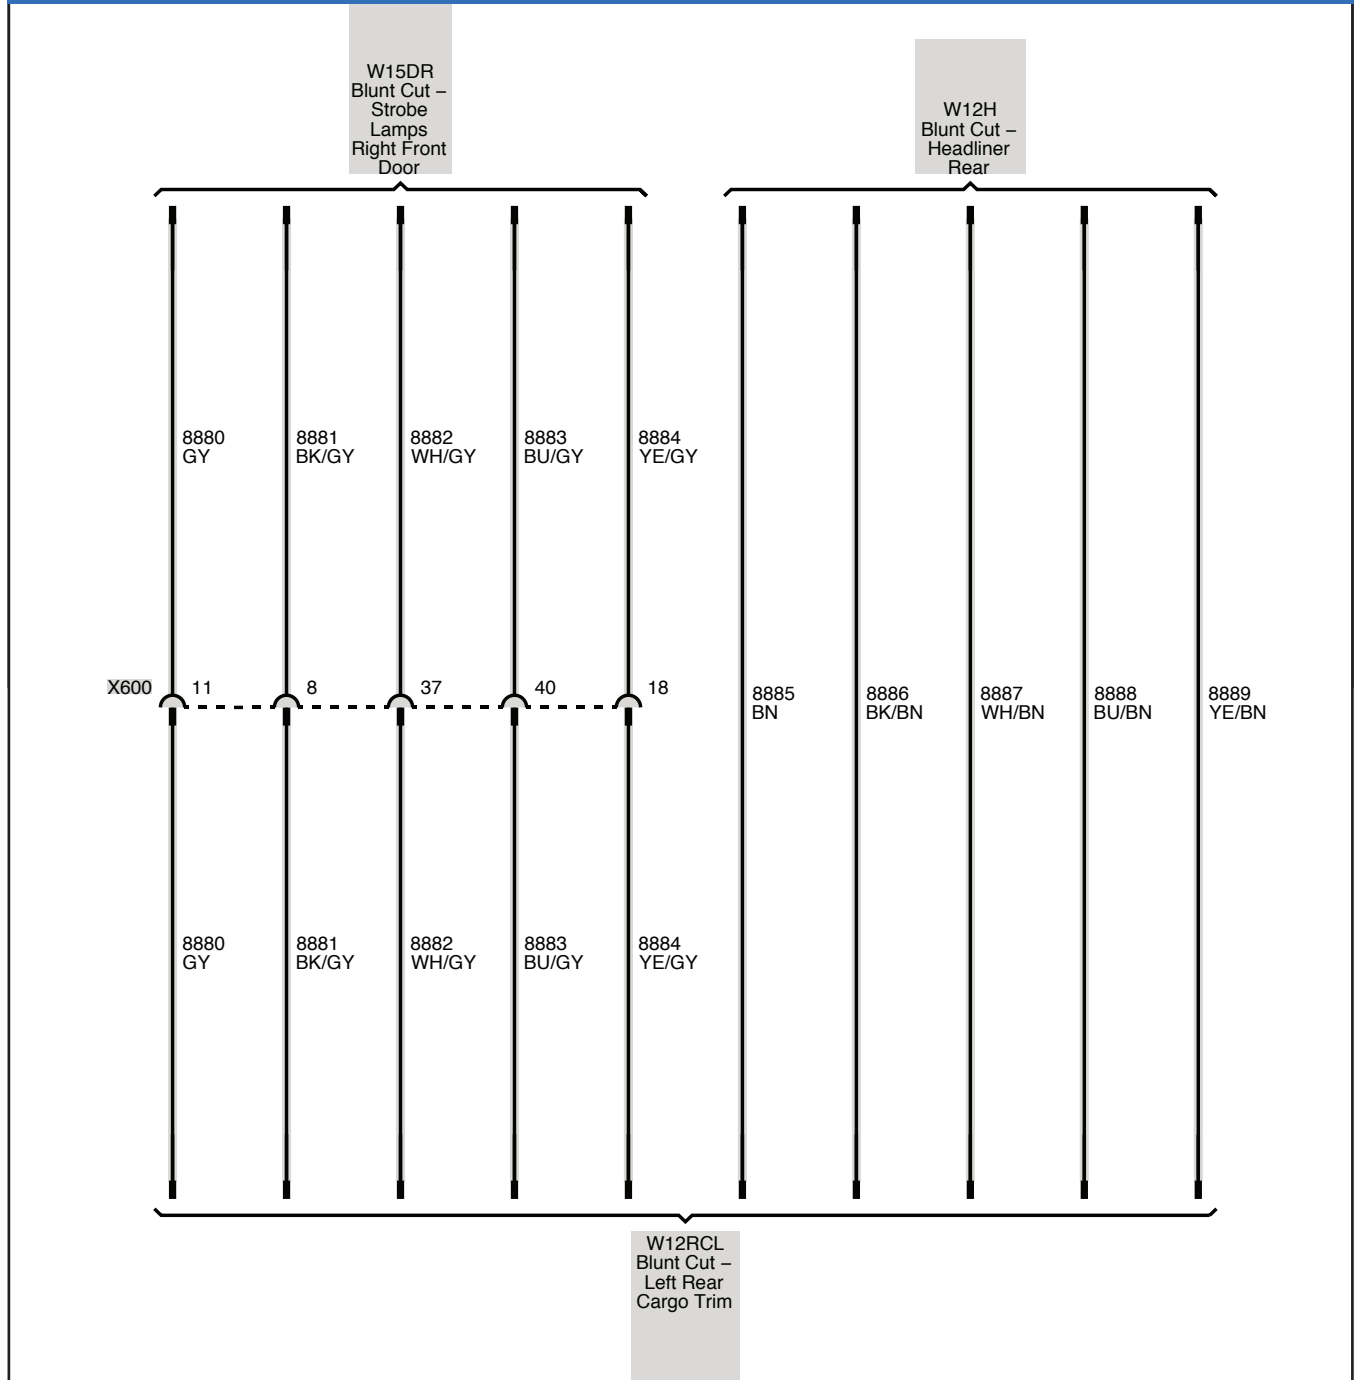 W15DR
Blunt Cut –
Strobe
Lamps
Right Front
Door
W12H
Blunt Cut –
Headliner
Rear
8880
GY
8881
BK/GY
8882
WH/GY
8883
BU/GY
8884
YE/GY
X600
11
8
37
40
18
8885
BN
8886
BK/BN
8887
WH/BN
8888
BU/BN
8889
YE/BN
8880
GY
8881
BK/GY
8882
WH/GY
8883
BU/GY
8884
YE/GY
W12RCL
Blunt Cut –
Left Rear
Cargo Trim